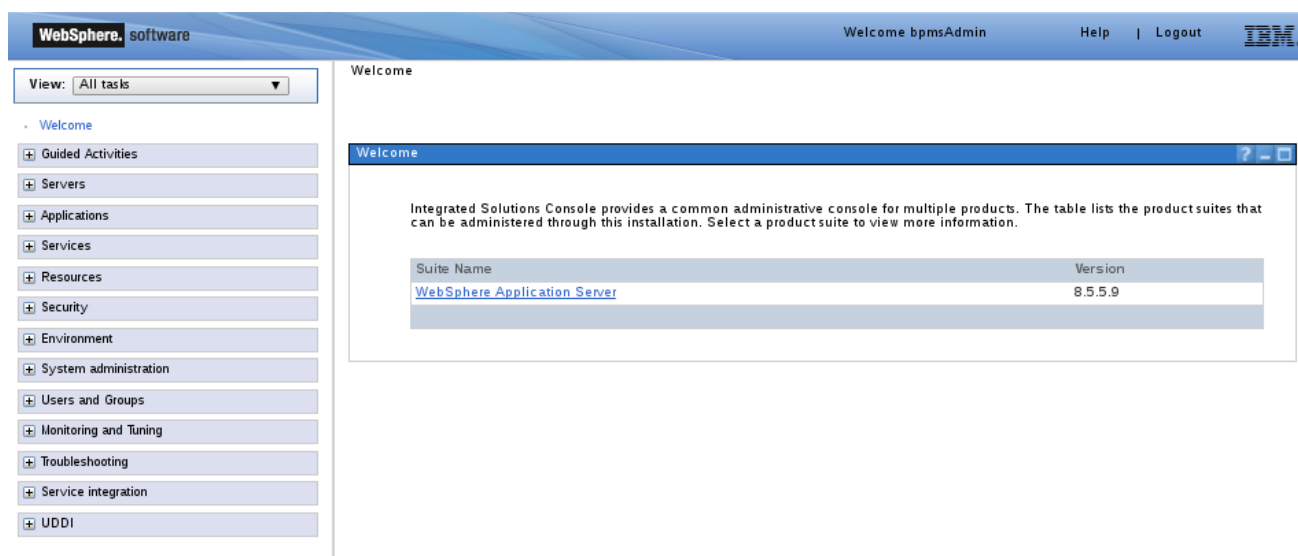 WebSphere. software
Welcome bpmsAdmin
Help | Logout
IBM.
View: All tasks
Welcome
Guided Activities
Servers
Applications
Services
Resources
Security
Environment
System administration
Users and Groups
Monitoring and Tuning
Troubleshooting
Service integration
UDDI
Welcome
Welcome
Integrated Solutions Console provides a common administrative console for multiple products. The table lists the product suites that
can be administered through this installation. Select a product suite to view more information.
Suite Name Version
WebSphere Application Server 8.5.5.9